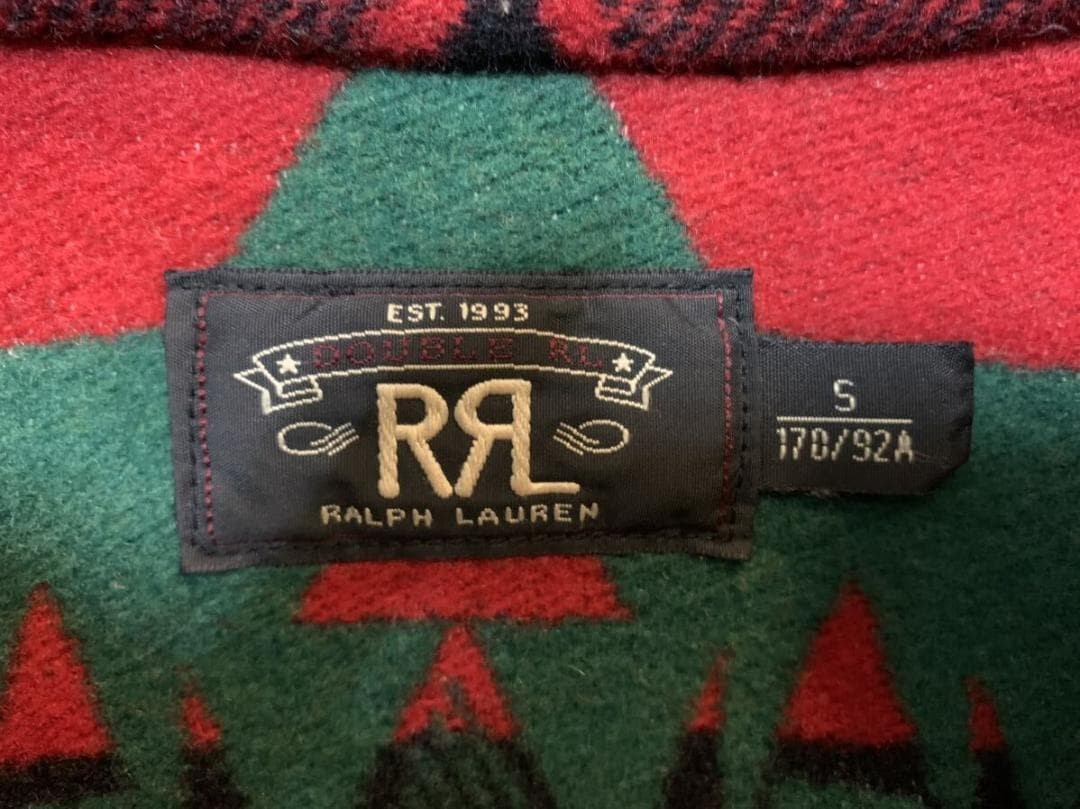 EST. 1993
DOUBLE RL
RRL
RALPH LAUREN
S
170/92A